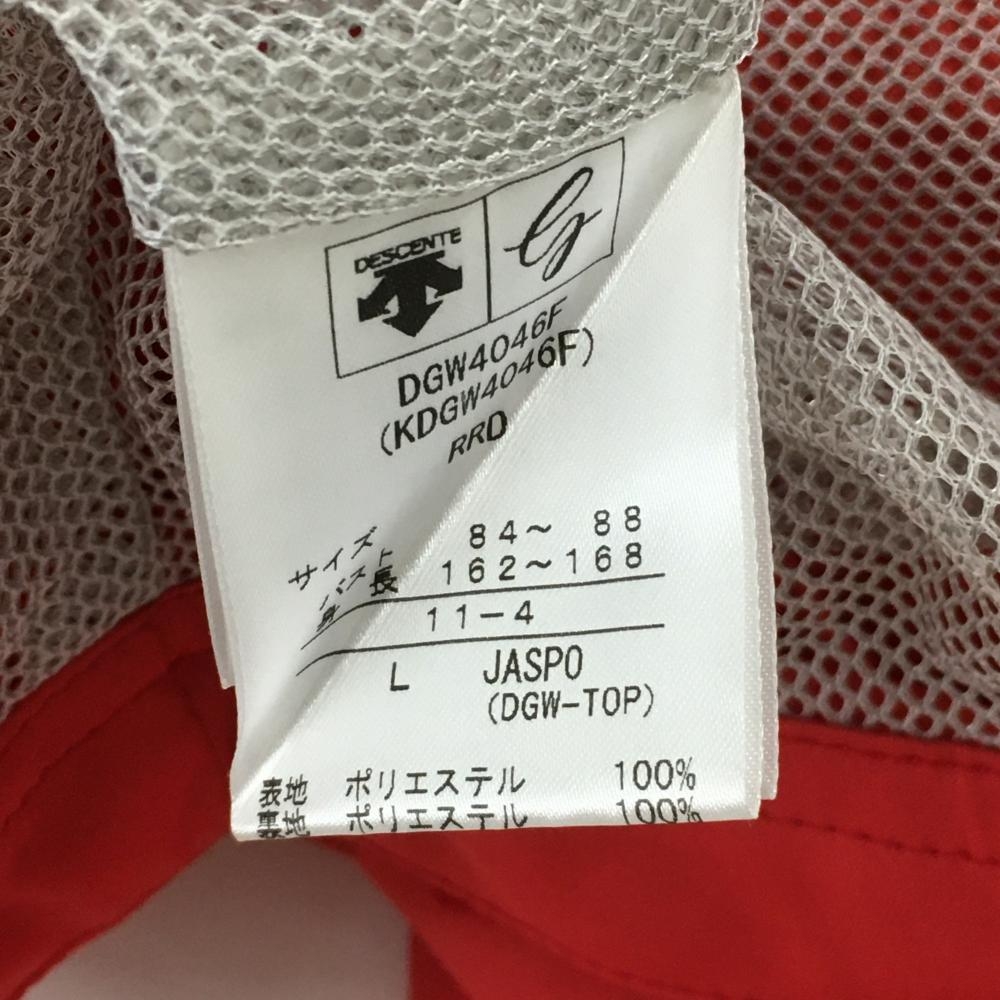 DESCENTE
DGW4046F
(KDGW4046F)
RRD
サイズ
バスト 84～ 88
身長 162～168
11-4
L JASPO
(DGW-TOP)
表地 ポリエステル 100%
裏地 ポリエステル 100%